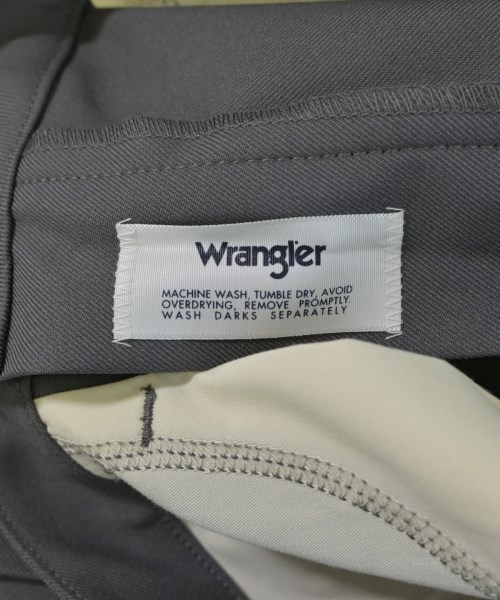 Wrangler
MACHINE WASH, TUMBLE DRY, AVOID
OVERDRYING, REMOVE PROMPTLY.
WASH DARKS SEPARATELY